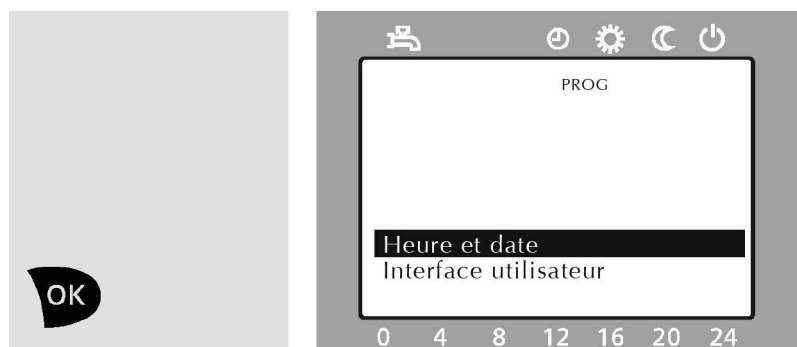 PROG
Heure et date
Interface utilisateur
OK
0 4 8 12 16 20 24